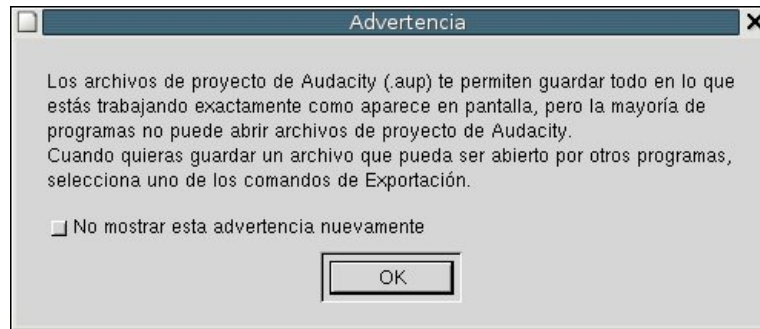 Advertencia
Los archivos de proyecto de Audacity (.aup) te permiten guardar todo en lo que
estás trabajando exactamente como aparece en pantalla, pero la mayoría de
programas no puede abrir archivos de proyecto de Audacity.
Cuando quieras guardar un archivo que pueda ser abierto por otros programas,
selecciona uno de los comandos de Exportación.
No mostrar esta advertencia nuevamente
OK